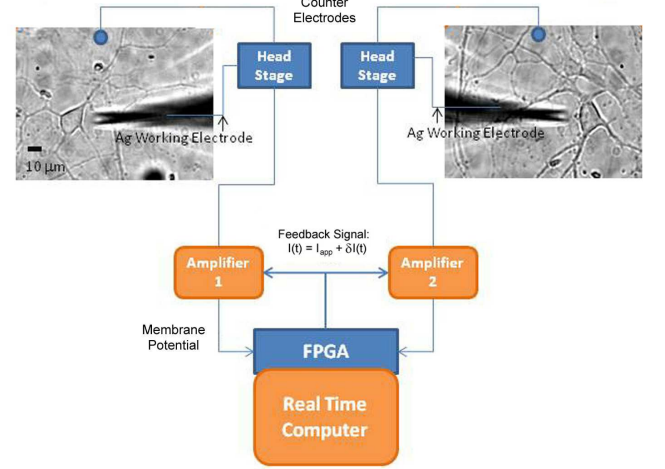 Counter
Electrodes
Head
Stage
Head
Stage
Ag Working Electrode
Ag Working Electrode
10 μm
Feedback Signal:
I(t) = Iapp + δI(t)
Amplifier
1
Amplifier
2
Membrane
Potential
FPGA
Real Time
Computer